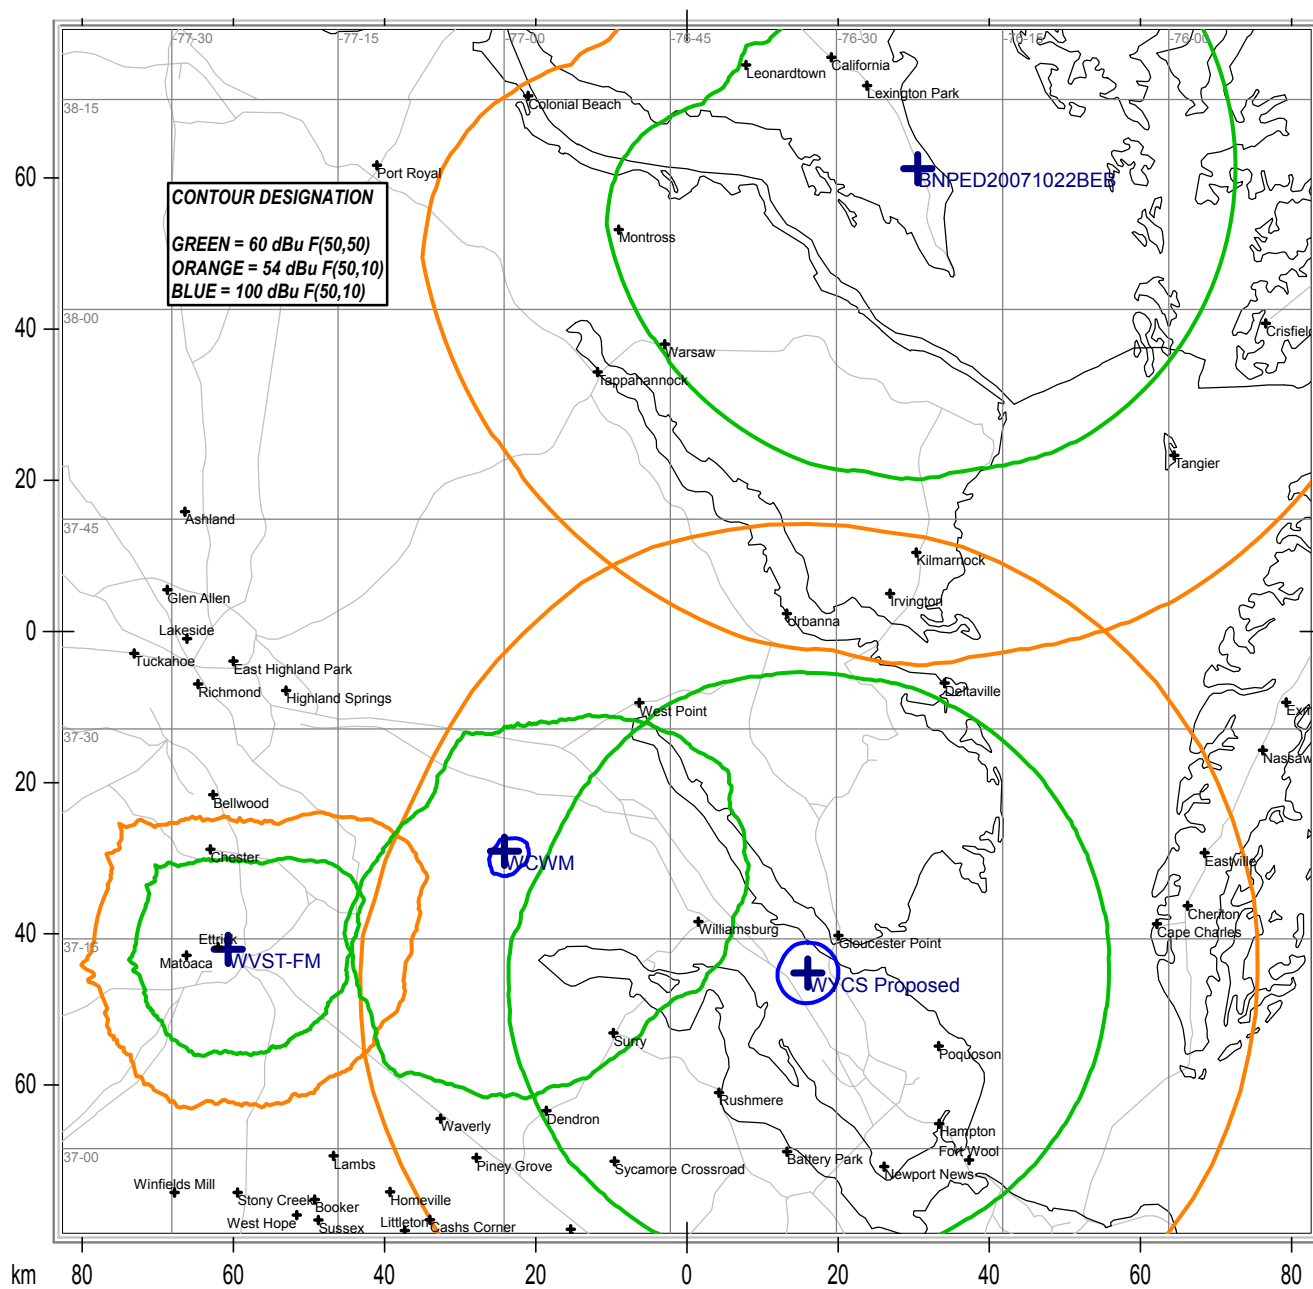 -77-30
-77-15
-77-00
-76-45
-76-30
-76-15
-76-00
Leonardtown
California
Lexington Park
Colonial Beach
38-15
Port Royal
60
BNPED20071022BEB
CONTOUR DESIGNATION
GREEN = 60 dBu F(50,50)
ORANGE = 54 dBu F(50,10)
BLUE = 100 dBu F(50,10)
Montross
38-00
40
Crisfield
Warsaw
Tappahannock
Tangier
20
Ashland
37-45
Kilmarnock
Glen Allen
Irvington
Urbanna
0
Lakeside
Tuckahoe
East Highland Park
Richmond
Highland Springs
Deltaville
West Point
Exm
37-30
Nassaw
20
Bellwood
Chester
WCWM
Eastville
Cheriton
Cape Charles
Williamsburg
40
37-15
Ettrick
Gloucester Point
Matoaca
WVST-FM
WYCS Proposed
Surry
Poquoson
60
Rushmere
Dendron
Waverly
Hampton
37-00
Fort Wool
Lambs
Piney Grove
Sycamore Crossroad
Battery Park
Newport News
Winfields Mill
Stony Creek
Booker
Homeville
West Hope
Sussex
Littleton
Cashs Corner
km
80
60
40
20
0
20
40
60
80